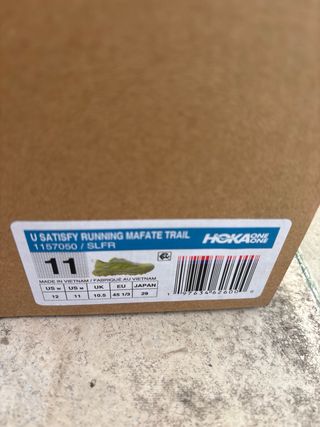 U SATISFY RUNNING MAFATE TRAIL
1157050 / SLFR
HOKA ONE ONE
11
MADE IN VIETNAM / FABRIQUÉ AU VIETNAM
US M US W UK EU JAPAN
12 11 10.5 45 1/3 29